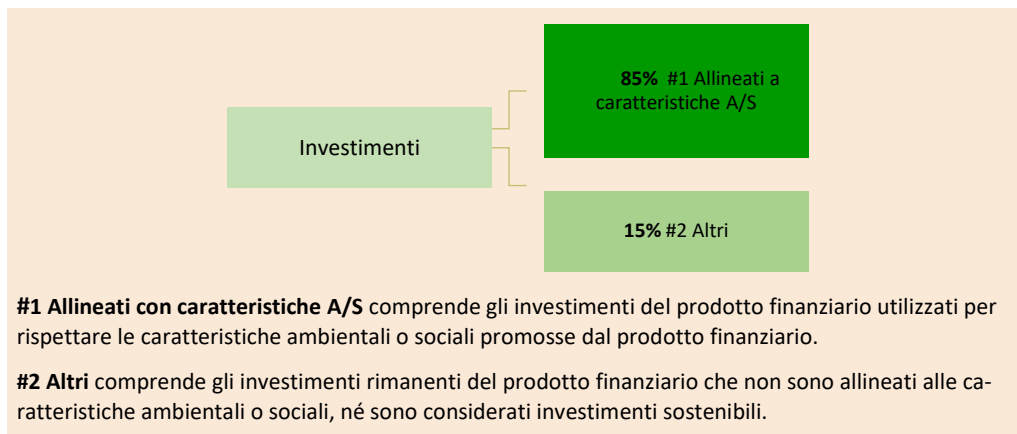 85% #1 Allineati a
caratteristiche A/S
Investimenti
15% #2 Altri
#1 Allineati con caratteristiche A/S comprende gli investimenti del prodotto finanziario utilizzati per
rispettare le caratteristiche ambientali o sociali promosse dal prodotto finanziario.
#2 Altri comprende gli investimenti rimanenti del prodotto finanziario che non sono allineati alle ca-
ratteristiche ambientali o sociali, né sono considerati investimenti sostenibili.